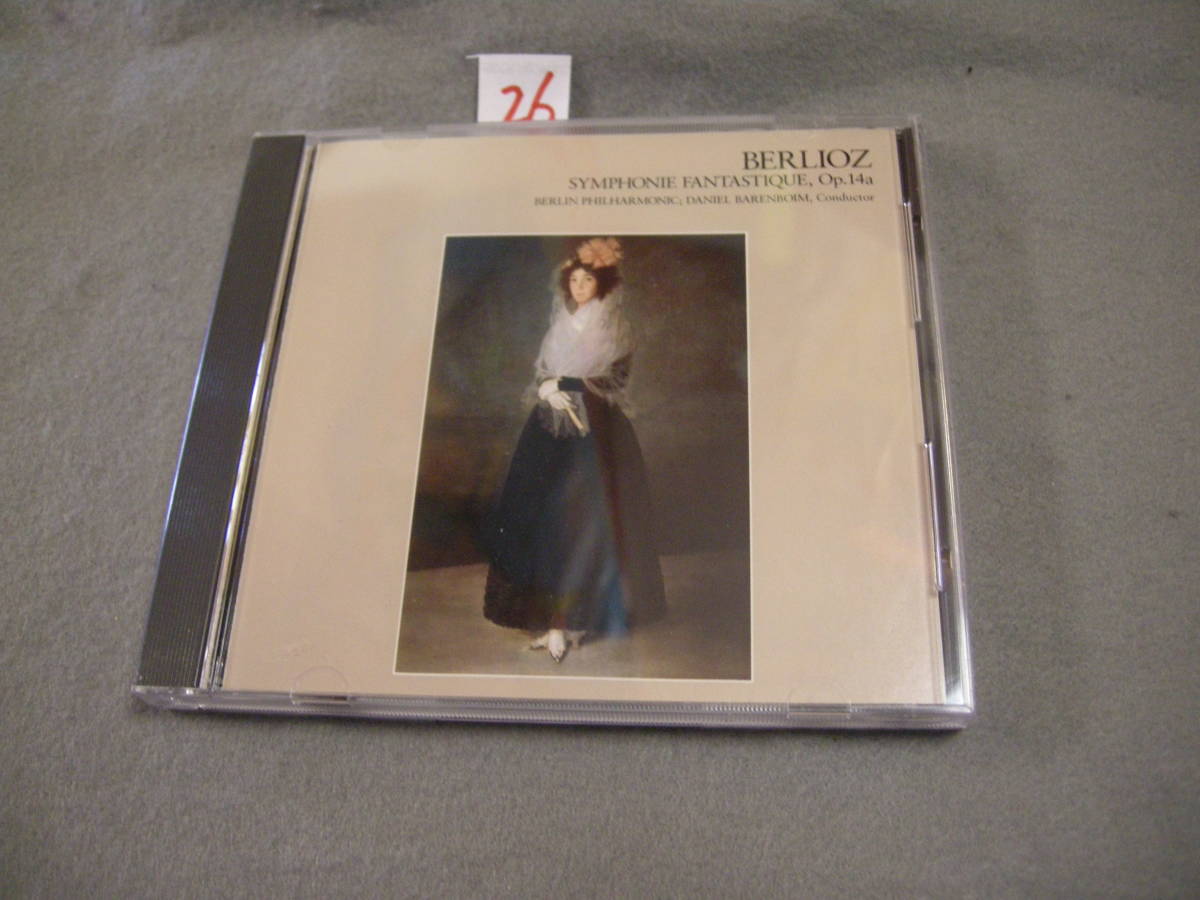 26
BERLIOZ
SYMPHONIE FANTASTIQUE, Op.14a
BERLIN PHILHARMONIC; DANIEL BARENBOIM, Conductor